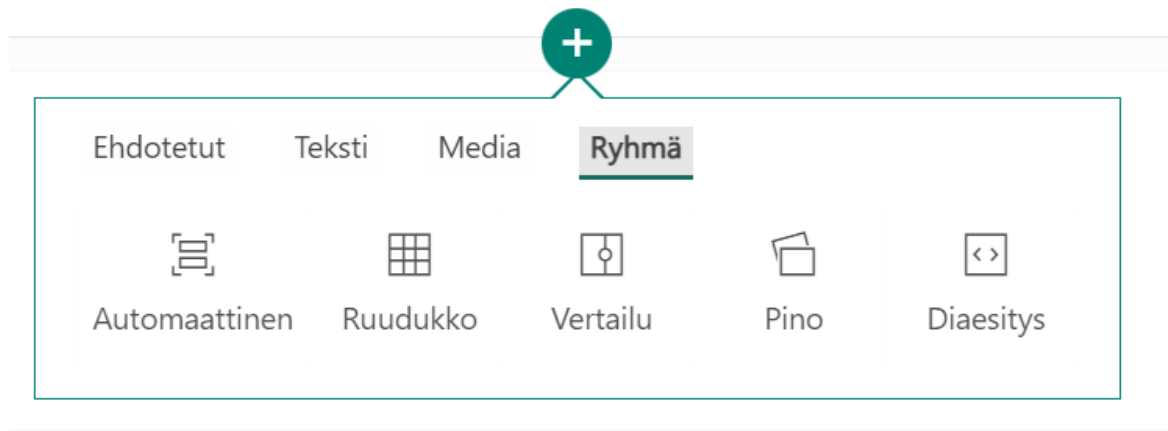 Ehdotetut Teksti Media Ryhmä
Automaattinen Ruudukko Vertailu Pino Diaesitys